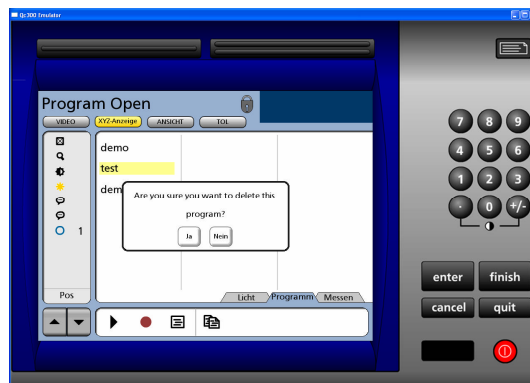 Qc300 Emulator
Program Open
VIDEO XYZ-Anzeige ANSICHT TOL
demo
test
dem
Are you sure you want to delete this
program?
Ja Nein
1
Pos
Licht Programm Messen
7 8 9
4 5 6
1 2 3
. 0 +/-
enter finish
cancel quit